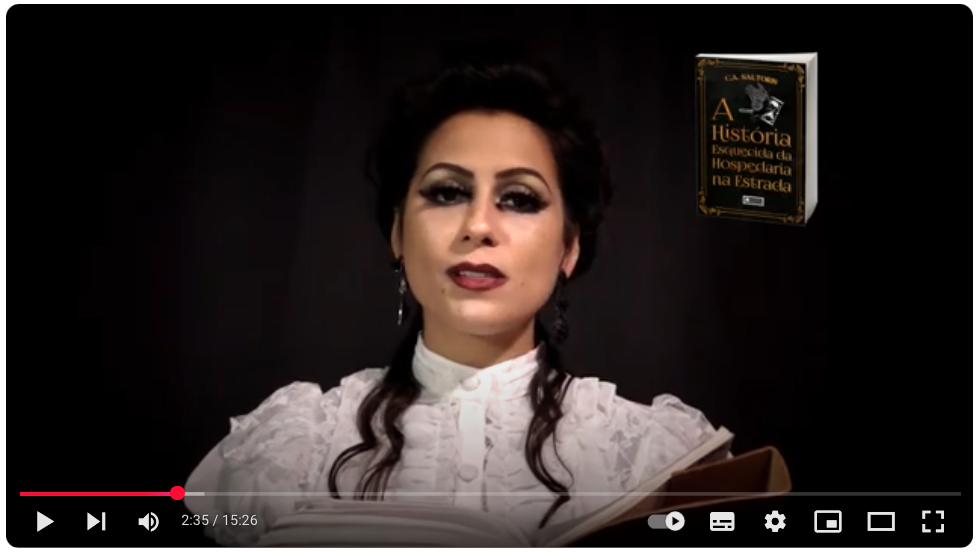 C.A. SALTORIS
A
História
Esquecida da
Hospedaria
na Estrada
2:35 / 15:26